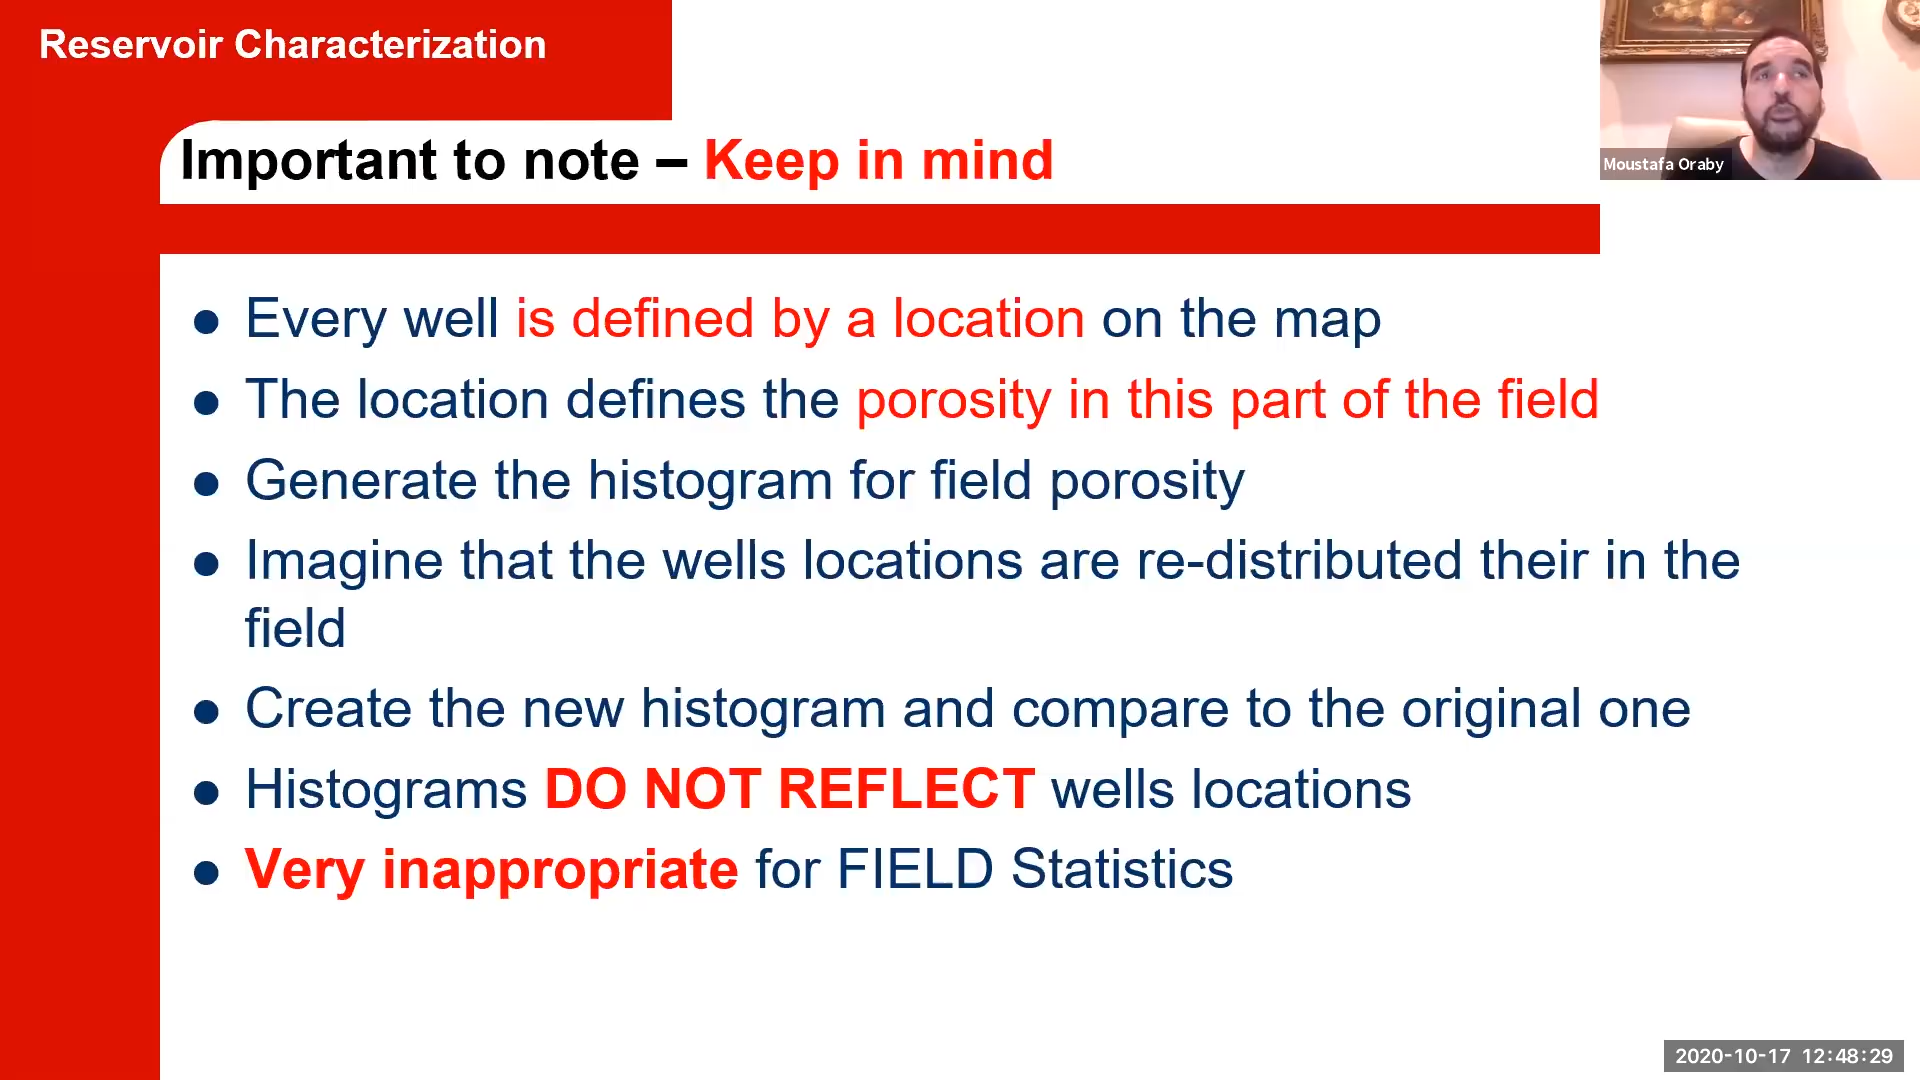 Reservoir Characterization
Important to note – Keep in mind
Moustafa Oraby
Every well is defined by a location on the map
The location defines the porosity in this part of the field
Generate the histogram for field porosity
Imagine that the wells locations are re-distributed their in the
field
Create the new histogram and compare to the original one
Histograms DO NOT REFLECT wells locations
Very inappropriate for FIELD Statistics
2020-10-17 12:48:29